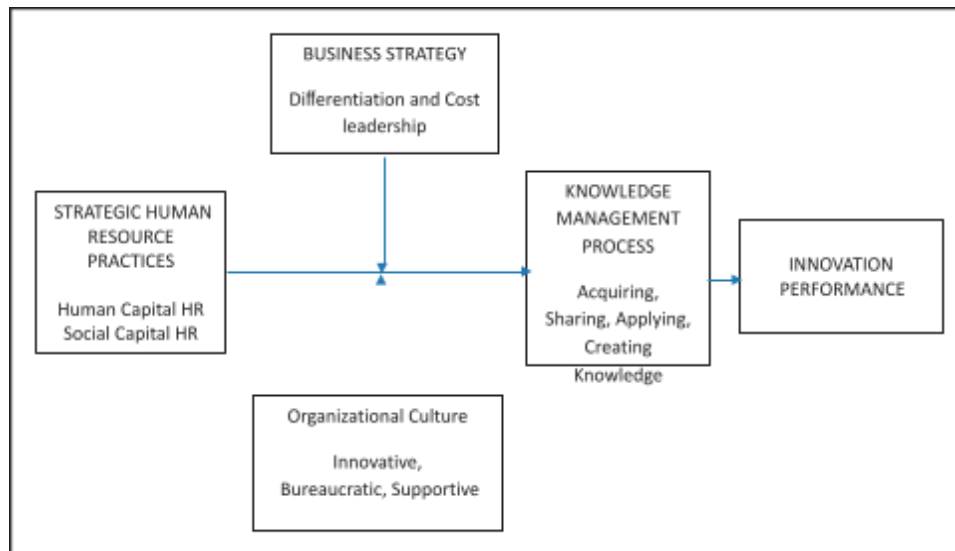 BUSINESS STRATEGY
Differentiation and Cost
leadership
STRATEGIC HUMAN
RESOURCE
PRACTICES
Human Capital HR
Social Capital HR
KNOWLEDGE
MANAGEMENT
PROCESS
Acquiring,
Sharing, Applying,
Creating
Knowledge
INNOVATION
PERFORMANCE
Organizational Culture
Innovative,
Bureaucratic, Supportive